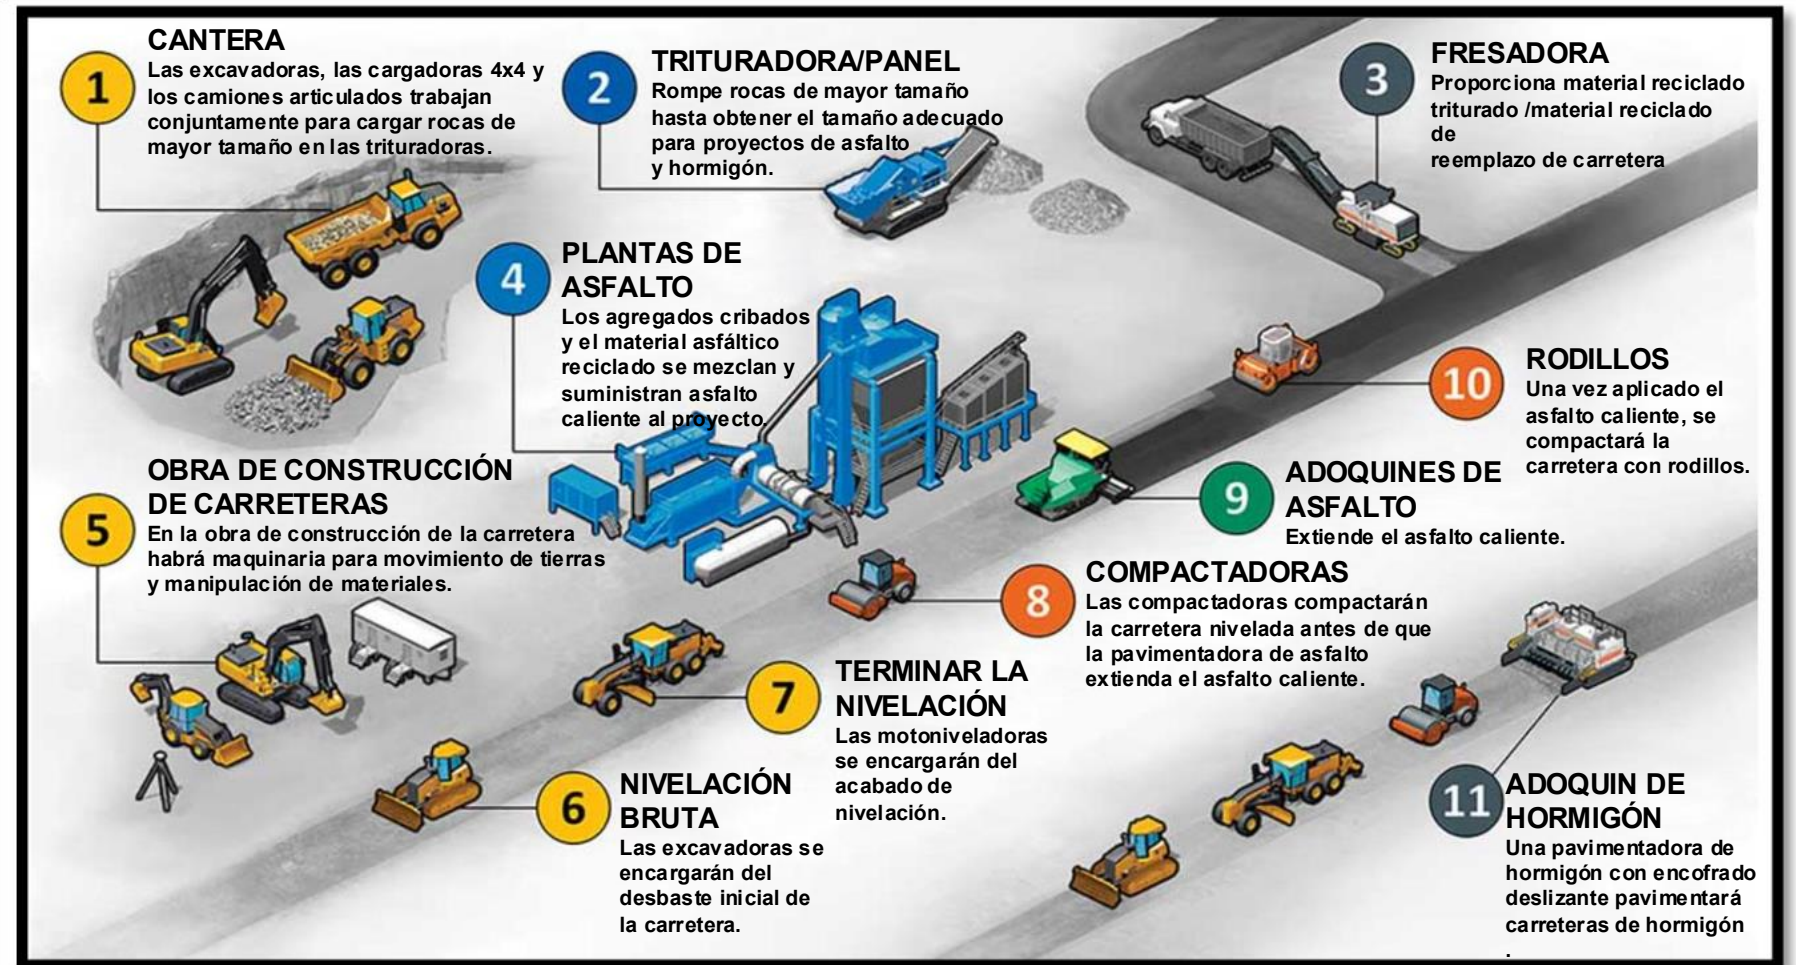 1
CANTERA
Las excavadoras, las cargadoras 4x4 y
los camiones articulados trabajan
conjuntamente para cargar rocas de
mayor tamaño en las trituradoras.
2
TRITURADORA/PANEL
Rompe rocas de mayor tamaño
hasta obtener el tamaño adecuado
para proyectos de asfalto
y hormigón.
3
FRESADORA
Proporciona material reciclado
triturado /material reciclado
de
reemplazo de carretera
4
PLANTAS DE
ASFALTO
Los agregados cribados
y el material asfáltico
reciclado se mezclan y
suministran asfalto
caliente al proyecto.
5
OBRA DE CONSTRUCCIÓN
DE CARRETERAS
En la obra de construcción de la carretera
habrá maquinaria para movimiento de tierras
y manipulación de materiales.
6
NIVELACIÓN
BRUTA
Las excavadoras se
encargarán del
desbaste inicial de
la carretera.
7
TERMINAR LA
NIVELACIÓN
Las motoniveladoras
se encargarán del
acabado de
nivelación.
8
COMPACTADORAS
Las compactadoras compactarán
la carretera nivelada antes de que
la pavimentadora de asfalto
extienda el asfalto caliente.
9
ADOQUINES DE
ASFALTO
Extiende el asfalto caliente.
10
RODILLOS
Una vez aplicado el
asfalto caliente, se
compactará la
carretera con rodillos.
11
ADOQUIN DE
HORMIGÓN
Una pavimentadora de
hormigón con encofrado
deslizante pavimentará
carreteras de hormigón
.